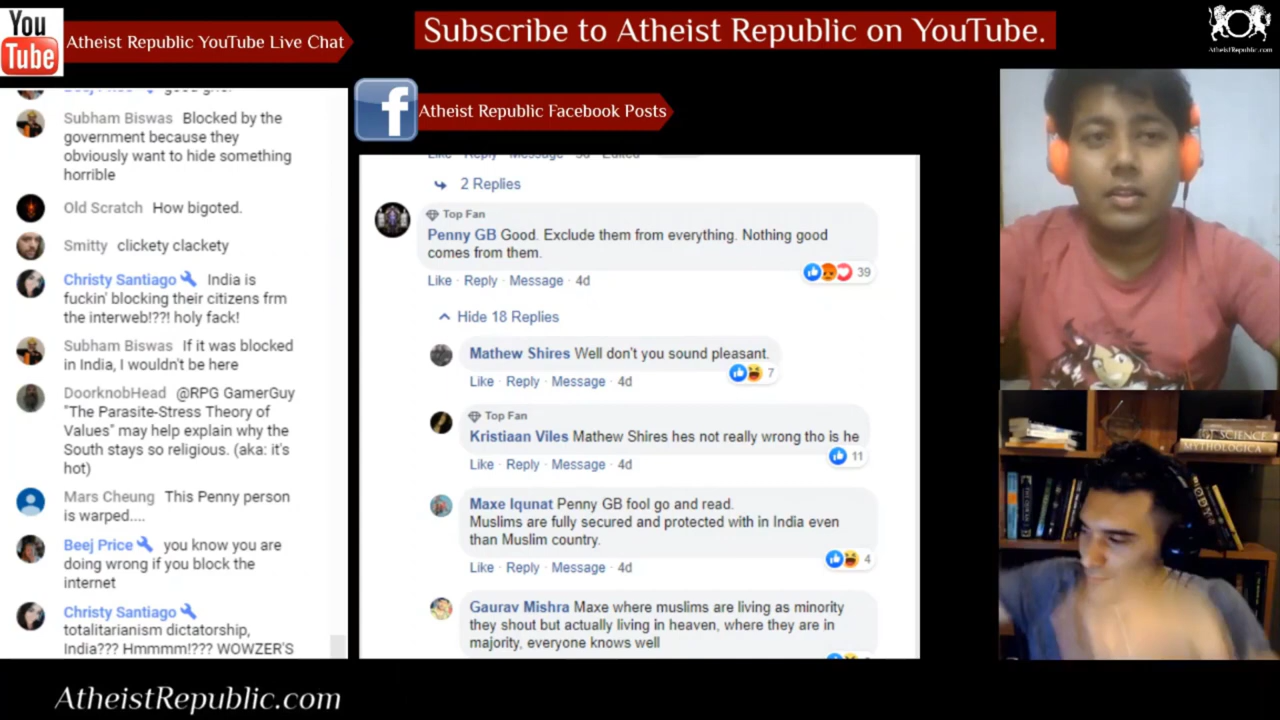 You
Tube
Atheist Republic YouTube Live Chat
Subscribe to Atheist Republic on YouTube.
AtheistRepublic.com
Subham Biswas Blocked by the
government because they
obviously want to hide something
horrible
Old Scratch How bigoted.
Smitty clickety clackety
Christy Santiago India is
fuckin' blocking their citizens frm
the interweb!??! holy fack!
Subham Biswas If it was blocked
in India, I wouldn't be here
DoorknobHead @RPG GamerGuy
"The Parasite-Stress Theory of
Values" may help explain why the
South stays so religious. (aka: it's
hot)
Mars Cheung This Penny person
is warped....
Beej Price you know you are
doing wrong if you block the
internet
Christy Santiago
totalitarianism dictatorship,
India??? Hmmmm!??? WOWZER'S
f
Atheist Republic Facebook Posts
Like Reply Message Edited
2 Replies
Top Fan
Penny GB Good. Exclude them from everything. Nothing good
comes from them.
39
Like · Reply · Message · 4d
Hide 18 Replies
Mathew Shires Well don't you sound pleasant.
7
Like · Reply · Message · 4d
Top Fan
Kristiaan Viles Mathew Shires hes not really wrong tho is he
11
Like · Reply · Message · 4d
Maxe Iqunat Penny GB fool go and read.
Muslims are fully secured and protected with in India even
than Muslim country.
4
Like · Reply · Message · 4d
Gaurav Mishra Maxe where muslims are living as minority
they shout but actually living in heaven, where they are in
majority, everyone knows well
SCIENCE
MYTHOLOGICA
AtheistRepublic.com